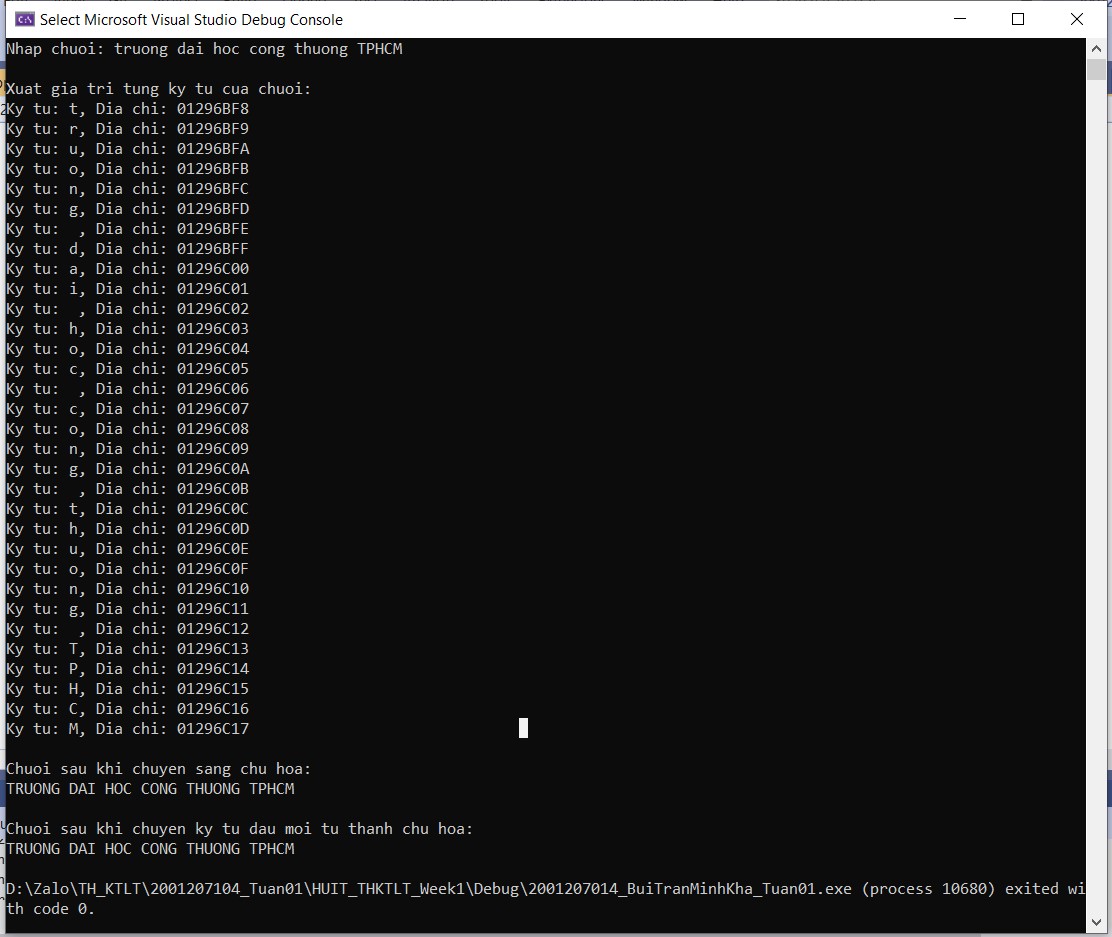 Select Microsoft Visual Studio Debug Console
Nhap chuoi: truong dai hoc cong thuong TPHCM
Xuat gia tri tung ky tu cua chuoi:
Ky tu: t, Dia chi: 01296BF8
Ky tu: r, Dia chi: 01296BF9
Ky tu: u, Dia chi: 01296BFA
Ky tu: o, Dia chi: 01296BFB
Ky tu: n, Dia chi: 01296BFC
Ky tu: g, Dia chi: 01296BFD
Ky tu:  , Dia chi: 01296BFE
Ky tu: d, Dia chi: 01296BFF
Ky tu: a, Dia chi: 01296C00
Ky tu: i, Dia chi: 01296C01
Ky tu:  , Dia chi: 01296C02
Ky tu: h, Dia chi: 01296C03
Ky tu: o, Dia chi: 01296C04
Ky tu: c, Dia chi: 01296C05
Ky tu:  , Dia chi: 01296C06
Ky tu: c, Dia chi: 01296C07
Ky tu: o, Dia chi: 01296C08
Ky tu: n, Dia chi: 01296C09
Ky tu: g, Dia chi: 01296C0A
Ky tu:  , Dia chi: 01296C0B
Ky tu: t, Dia chi: 01296C0C
Ky tu: h, Dia chi: 01296C0D
Ky tu: u, Dia chi: 01296C0E
Ky tu: o, Dia chi: 01296C0F
Ky tu: n, Dia chi: 01296C10
Ky tu: g, Dia chi: 01296C11
Ky tu:  , Dia chi: 01296C12
Ky tu: T, Dia chi: 01296C13
Ky tu: P, Dia chi: 01296C14
Ky tu: H, Dia chi: 01296C15
Ky tu: C, Dia chi: 01296C16
Ky tu: M, Dia chi: 01296C17
Chuoi sau khi chuyen sang chu hoa:
TRUONG DAI HOC CONG THUONG TPHCM
Chuoi sau khi chuyen ky tu dau moi tu thanh chu hoa:
TRUONG DAI HOC CONG THUONG TPHCM
D:\Zalo\TH_KTLT\2001207104_Tuan01\HUIT_THKTLT_Week1\Debug\2001207014_BuiTranMinhKha_Tuan01.exe (process 10680) exited wi
th code 0.